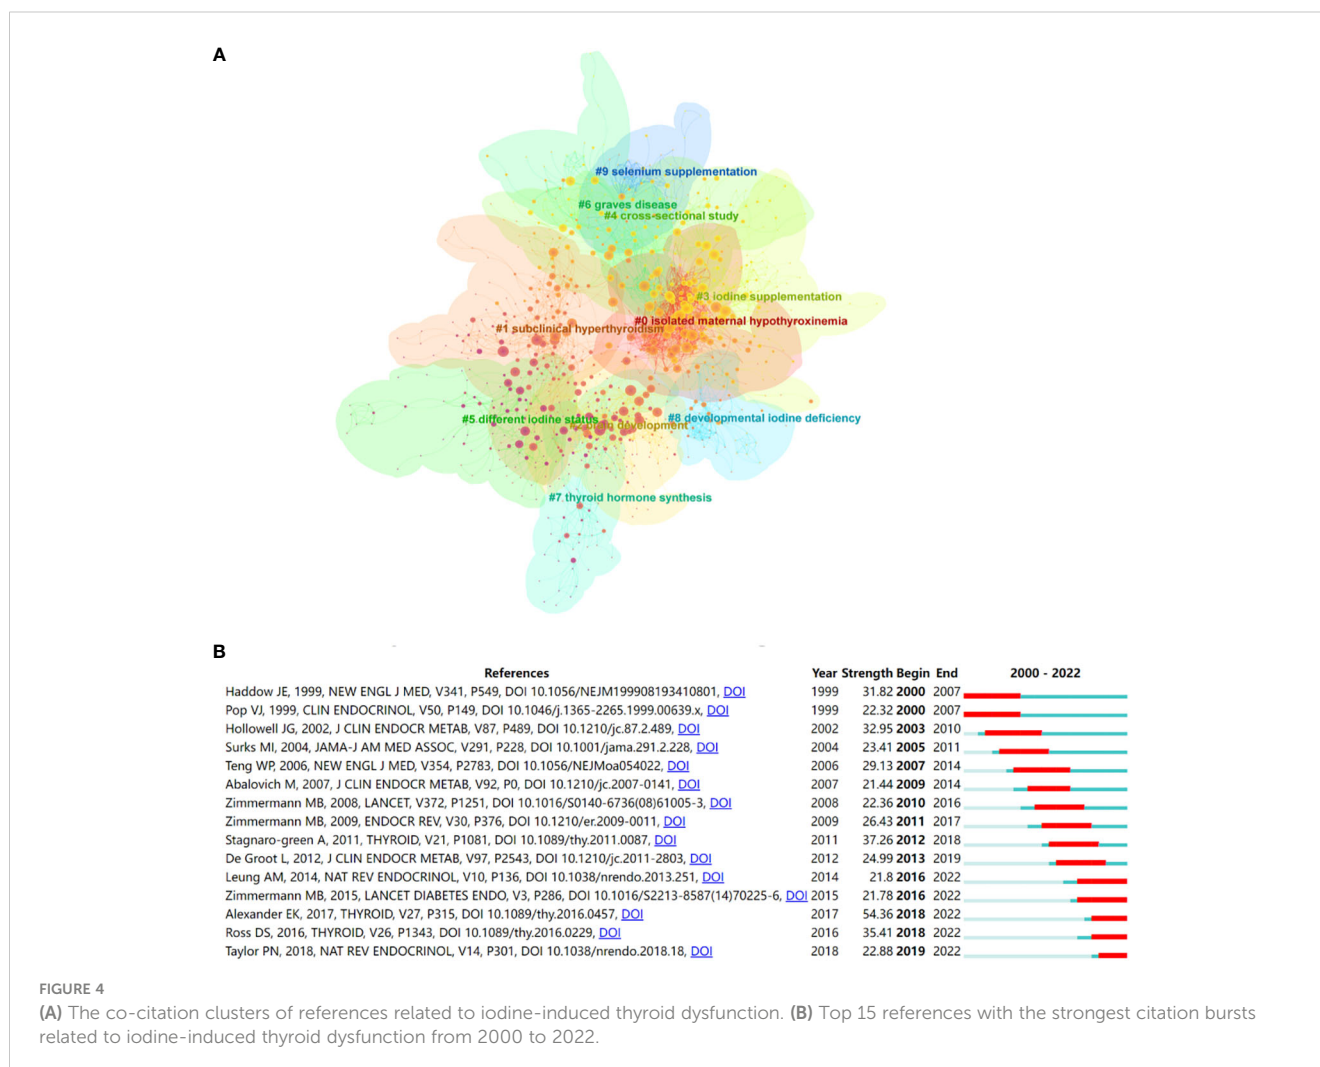 A
#9 selenium supplementation
#6 graves disease
#4 cross-sectional study
#3 iodine supplementation
#0 isolated maternal hypothyroxinemia
#1 subclinical hyperthyroidism
#5 different iodine status
development
#8 developmental iodine deficiency
#7 thyroid hormone synthesis
B
References Year Strength Begin End 2000 - 2022
Haddow JE, 1999, NEW ENGL J MED, V341, P549, DOI 10.1056/NEJM199908193410801, DOI 1999 31.82 2000 2007
Pop VJ, 1999, CLIN ENDOCRINOL, V50, P149, DOI 10.1046/j.1365-2265.1999.00639.x, DOI 1999 22.32 2000 2007
Hollowell JG, 2002, J CLIN ENDOCR METAB, V87, P489, DOI 10.1210/jc.87.2.489, DOI 2002 32.95 2003 2010
Surks MI, 2004, JAMA-J AM MED ASSOC, V291, P228, DOI 10.1001/jama.291.2.228, DOI 2004 23.41 2005 2011
Teng WP, 2006, NEW ENGL J MED, V354, P2783, DOI 10.1056/NEJMoa054022, DOI 2006 29.13 2007 2014
Abalovich M, 2007, J CLIN ENDOCR METAB, V92, P0, DOI 10.1210/jc.2007-0141, DOI 2007 21.44 2009 2014
Zimmermann MB, 2008, LANCET, V372, P1251, DOI 10.1016/S0140-6736(08)61005-3, DOI 2008 22.36 2010 2016
Zimmermann MB, 2009, ENDOCR REV, V30, P376, DOI 10.1210/er.2009-0011, DOI 2009 26.43 2011 2017
Stagnaro-green A, 2011, THYROID, V21, P1081, DOI 10.1089/thy.2011.0087, DOI 2011 37.26 2012 2018
De Groot L, 2012, J CLIN ENDOCR METAB, V97, P2543, DOI 10.1210/jc.2011-2803, DOI 2012 24.99 2013 2019
Leung AM, 2014, NAT REV ENDOCRINOL, V10, P136, DOI 10.1038/nrendo.2013.251, DOI 2014 21.8 2016 2022
Zimmermann MB, 2015, LANCET DIABETES ENDO, V3, P286, DOI 10.1016/S2213-8587(14)70225-6, DOI 2015 21.78 2016 2022
Alexander EK, 2017, THYROID, V27, P315, DOI 10.1089/thy.2016.0457, DOI 2017 54.36 2018 2022
Ross DS, 2016, THYROID, V26, P1343, DOI 10.1089/thy.2016.0229, DOI 2016 35.41 2018 2022
Taylor PN, 2018, NAT REV ENDOCRINOL, V14, P301, DOI 10.1038/nrendo.2018.18, DOI 2018 22.88 2019 2022
FIGURE 4
(A) The co-citation clusters of references related to iodine-induced thyroid dysfunction. (B) Top 15 references with the strongest citation bursts
related to iodine-induced thyroid dysfunction from 2000 to 2022.